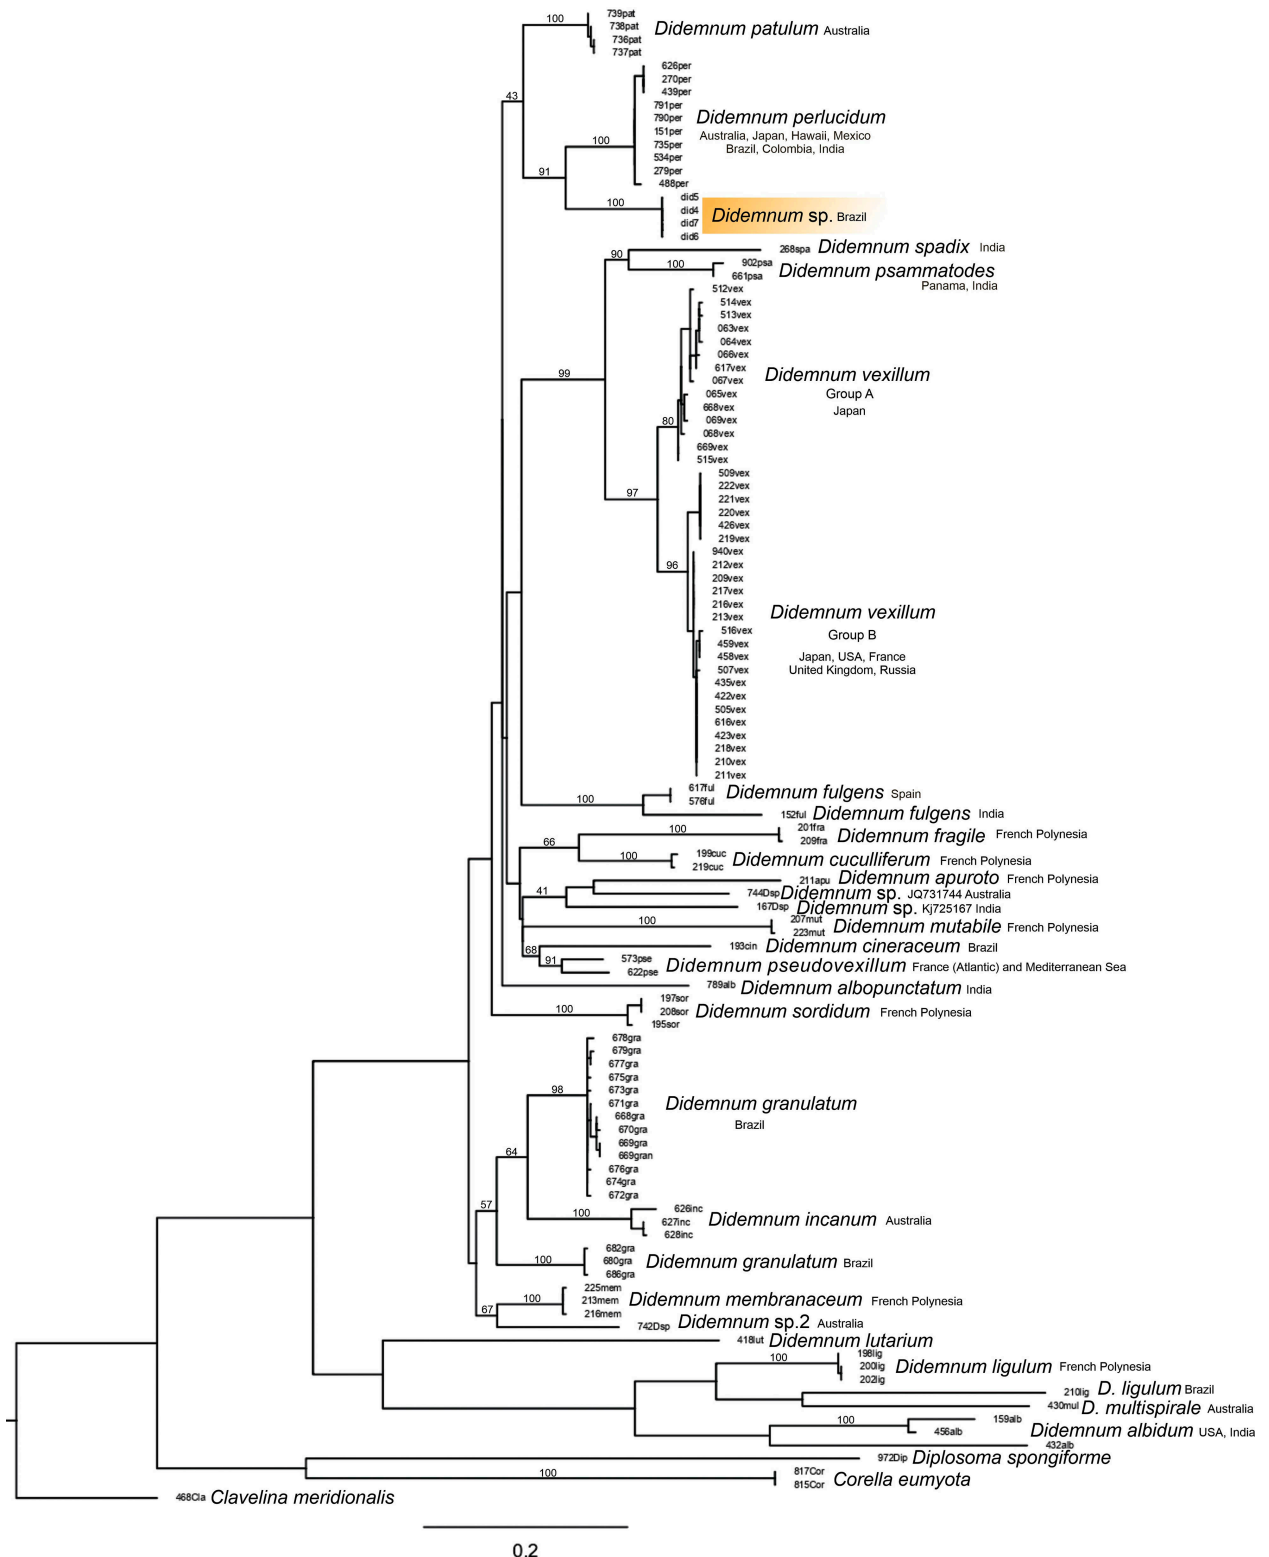 739pat
100
738pat
Didemnum patulum Australia
736pat
737pat
626per
270per
439per
43
791per
790per
Didemnum perlucidum
151per
Australia, Japan, Hawaii, Mexico
100
735per
Brazil, Colombia, India
534per
279per
91
488per
did5
100
did4
Didemnum sp. Brazil
did7
did6
268spa Didemnum spadix India
90
902psa
100
Didemnum psammatodes
661psa
Panama, India
512vex
514vex
513vex
063vex
064vex
066vex
617vex
99
Didemnum vexillum
067vex
065vex
Group A
668vex
Japan
069vex
80
068vex
669vex
515vex
509vex
222vex
97
221vex
220vex
426vex
219vex
940vex
96
212vex
209vex
217vex
216vex
Didemnum vexillum
213vex
516vex
Group B
459vex
458vex
Japan, USA, France
507vex
United Kingdom, Russia
435vex
422vex
505vex
616vex
423vex
218vex
210vex
211vex
617ful
Didemnum fulgens Spain
100
576ful
152ful Didemnum fulgens India
201fra
100
Didemnum fragile French Polynesia
209fra
66
199cuc
100
Didemnum cuculliferum French Polynesia
219cuc
211apu Didemnum apuroto French Polynesia
41
744Dsp Didemnum sp. JQ731744 Australia
167Dsp Didemnum sp. Kj725167 India
207mut
100
Didemnum mutabile French Polynesia
223mut
68
193cin Didemnum cineraceum Brazil
91
573pse
Didemnum pseudovexillum France (Atlantic) and Mediterranean Sea
622pse
789alb Didemnum albopunctatum India
197sor
100
208sor
Didemnum sordidum French Polynesia
195sor
678gra
679gra
677gra
675gra
98
673gra
671gra
Didemnum granulatum
668gra
Brazil
670gra
669gra
64
669gran
676gra
674gra
672gra
57
626inc
100
627inc
Didemnum incanum Australia
628inc
682gra
100
680gra
Didemnum granulatum Brazil
686gra
225mem
100
213mem
Didemnum membranaceum French Polynesia
67
216mem
742Dsp Didemnum sp.2 Australia
418lut Didemnum lutarium
198lig
100
200lig
Didemnum ligulum French Polynesia
202lig
210lig D. ligulum Brazil
430mul D. multispirale Australia
159alb
100
456alb
Didemnum albidum USA, India
432alb
972Dip Diplosoma spongiforme
817Cor
100
Corella eumyota
815Cor
468Cla Clavelina meridionalis
0.2